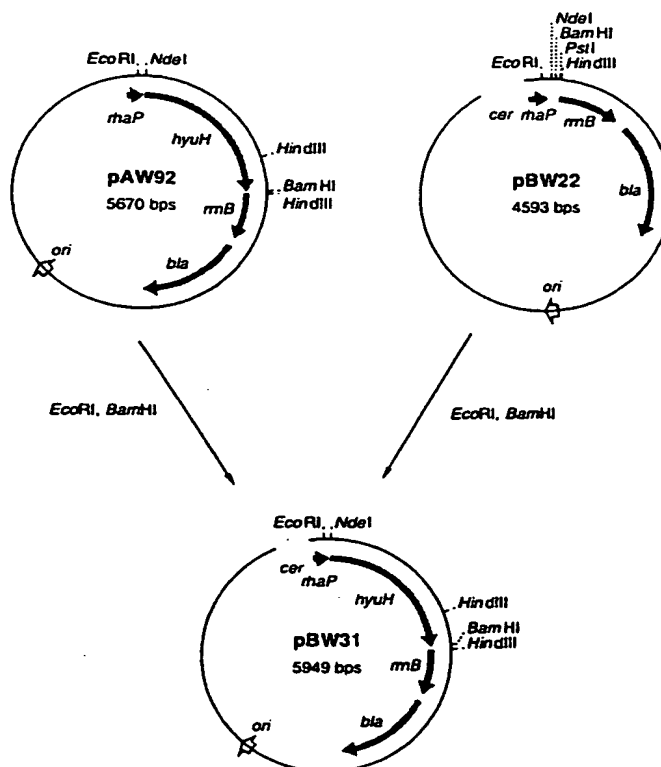 EcoRI NdeI
rhaP
hyuH
HindIII
pAW92
5670 bps
BamHI
HindIII
rrnB
bla
ori
NdeI
BamHI
PstI
EcoRI
HindIII
cer rhaP rrnB
pBW22
4593 bps
bla
ori
EcoRI, BamHI
EcoRI, BamHI
EcoRI NdeI
cer
rhaP
hyuH
HindIII
pBW31
5949 bps
BamHI
HindIII
rrnB
bla
ori